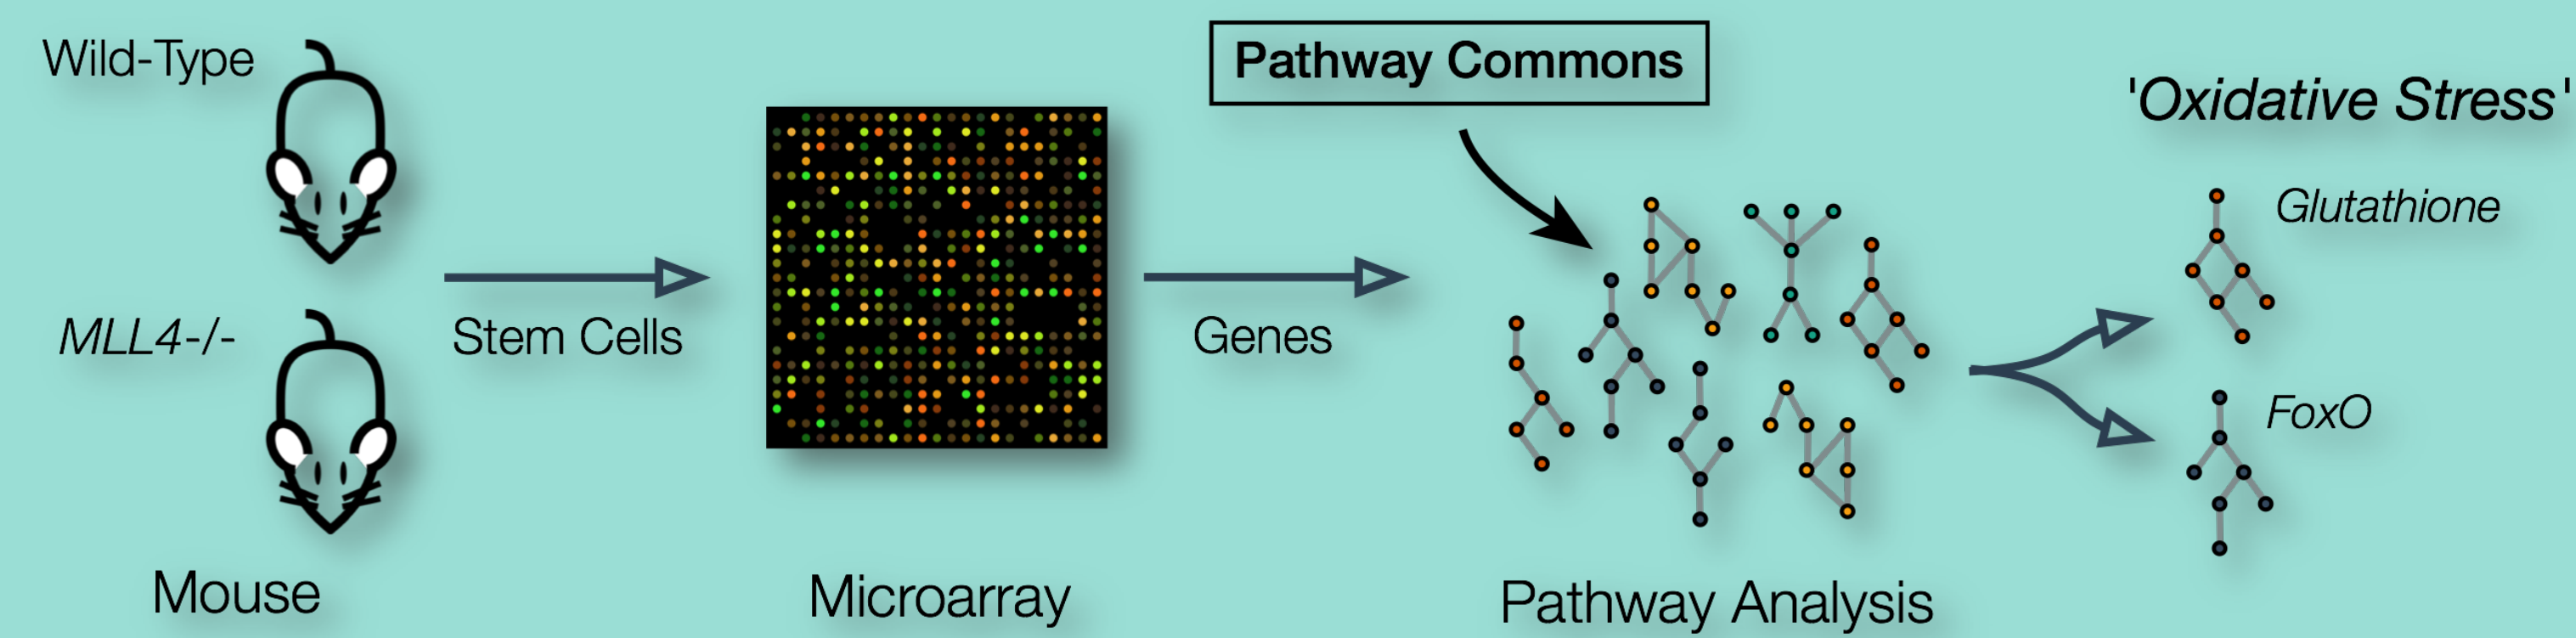 Wild-Type
MLL4-/-
Mouse
Stem Cells
Microarray
Genes
Pathway Commons
Pathway Analysis
'Oxidative Stress'
Glutathione
FoxO